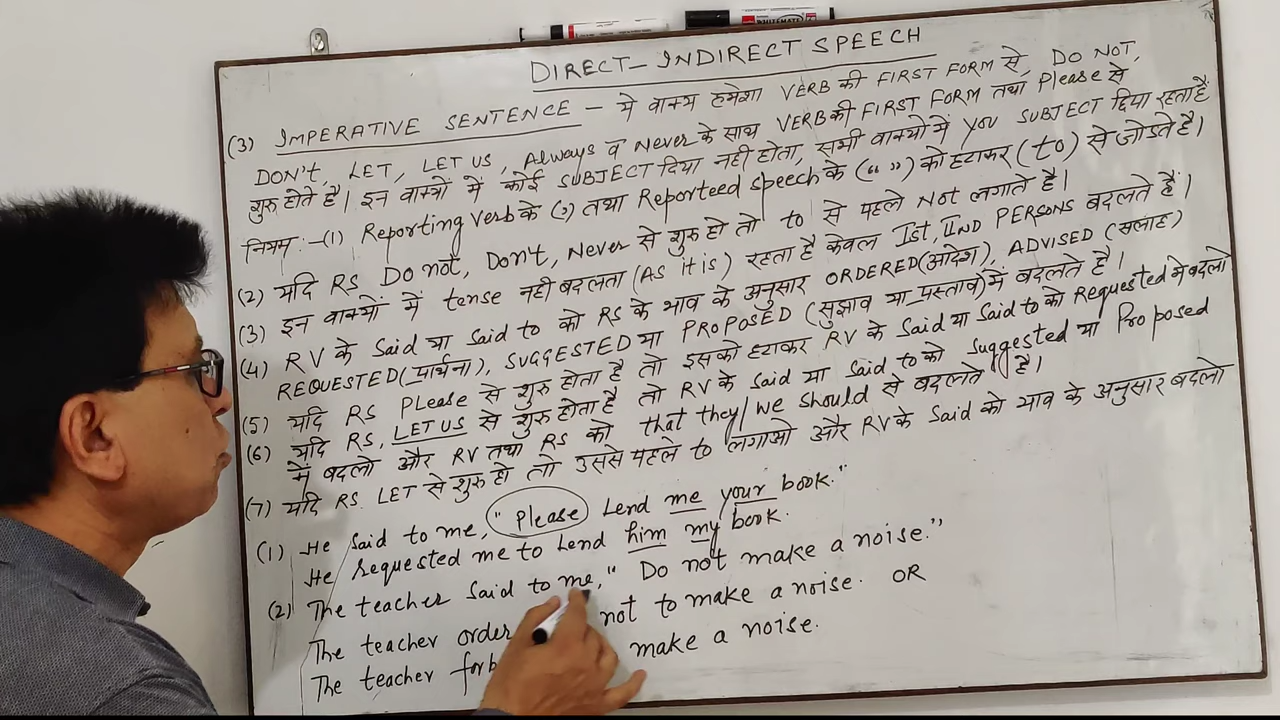 DIRECT-INDIRECT SPEECH
(3) IMPERATIVE SENTENCE - में वाक्य हमेशा VERB की FIRST FORM से, DO NOT,
DON'T, LET, LET US, Always व Never के साथ VERB की FIRST FORM तथा Please से
शुरू होते है। इन वाक्यों में कोई SUBJECT दिया नही होता, सभी वाक्यो में YOU SUBJECT छिपा रहता है
नियम :- (1) Reporting Verb के (,) तथा Reporteed speech के (" ") को हटाकर (to) से जोडते है।
(2) यदि RS Do not, Don't, Never से शुरू हो तो to से पहले Not लगाते है।
(3) इन वाक्यों में tense नही बदलता (As it is) रहता है केवल Ist, IInd PERSONS बदलते है।
(4) RV के Said या Said to को RS के भाव के अनुसार ORDERED (आदेश), ADVISED (सलाह)
REQUESTED (प्रार्थना), SUGGESTED या PROPOSED (सुझाव या प्रस्ताव) में बदलते है।
(5) यदि RS Please से शुरू होता है तो इसको हटाकर RV के Said या Said to को Requested मे बदलो
(6) यदि RS, LET US से शुरू होता है तो RV के Said या Said to को Suggested या Proposed
में बदलो और RV तथा RS को that they/we should से बदलते है।
(7) यदि RS. LET से शुरू हो तो उससे पहले to लगाओ और RV के Said को भाव के अनुसार बदलो
(1) He Said to me, "Please Lend me your book."
He requested me to Lend him my book.
(2) The teacher Said to me, " Do not make a noise."
The teacher order not to make a noise. OR
The teacher forb make a noise.